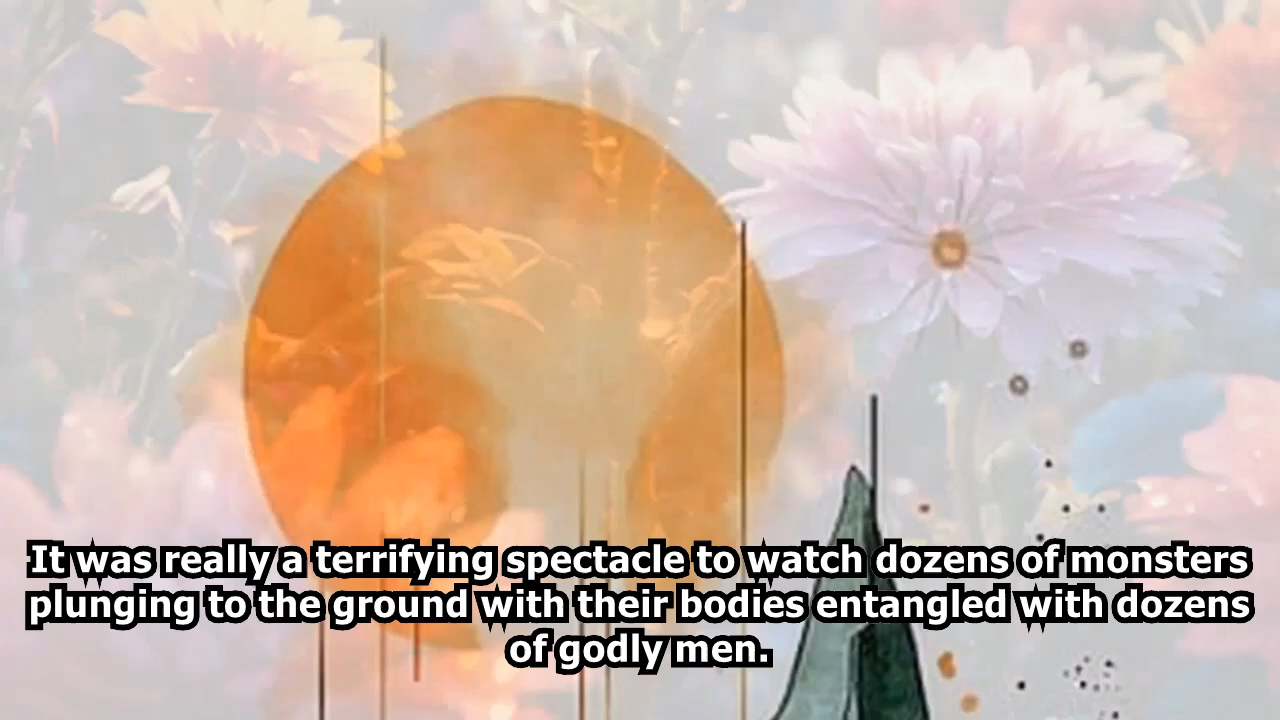 It was really a terrifying spectacle to watch dozens of monsters
plunging to the ground with their bodies entangled with dozens
of godly men.